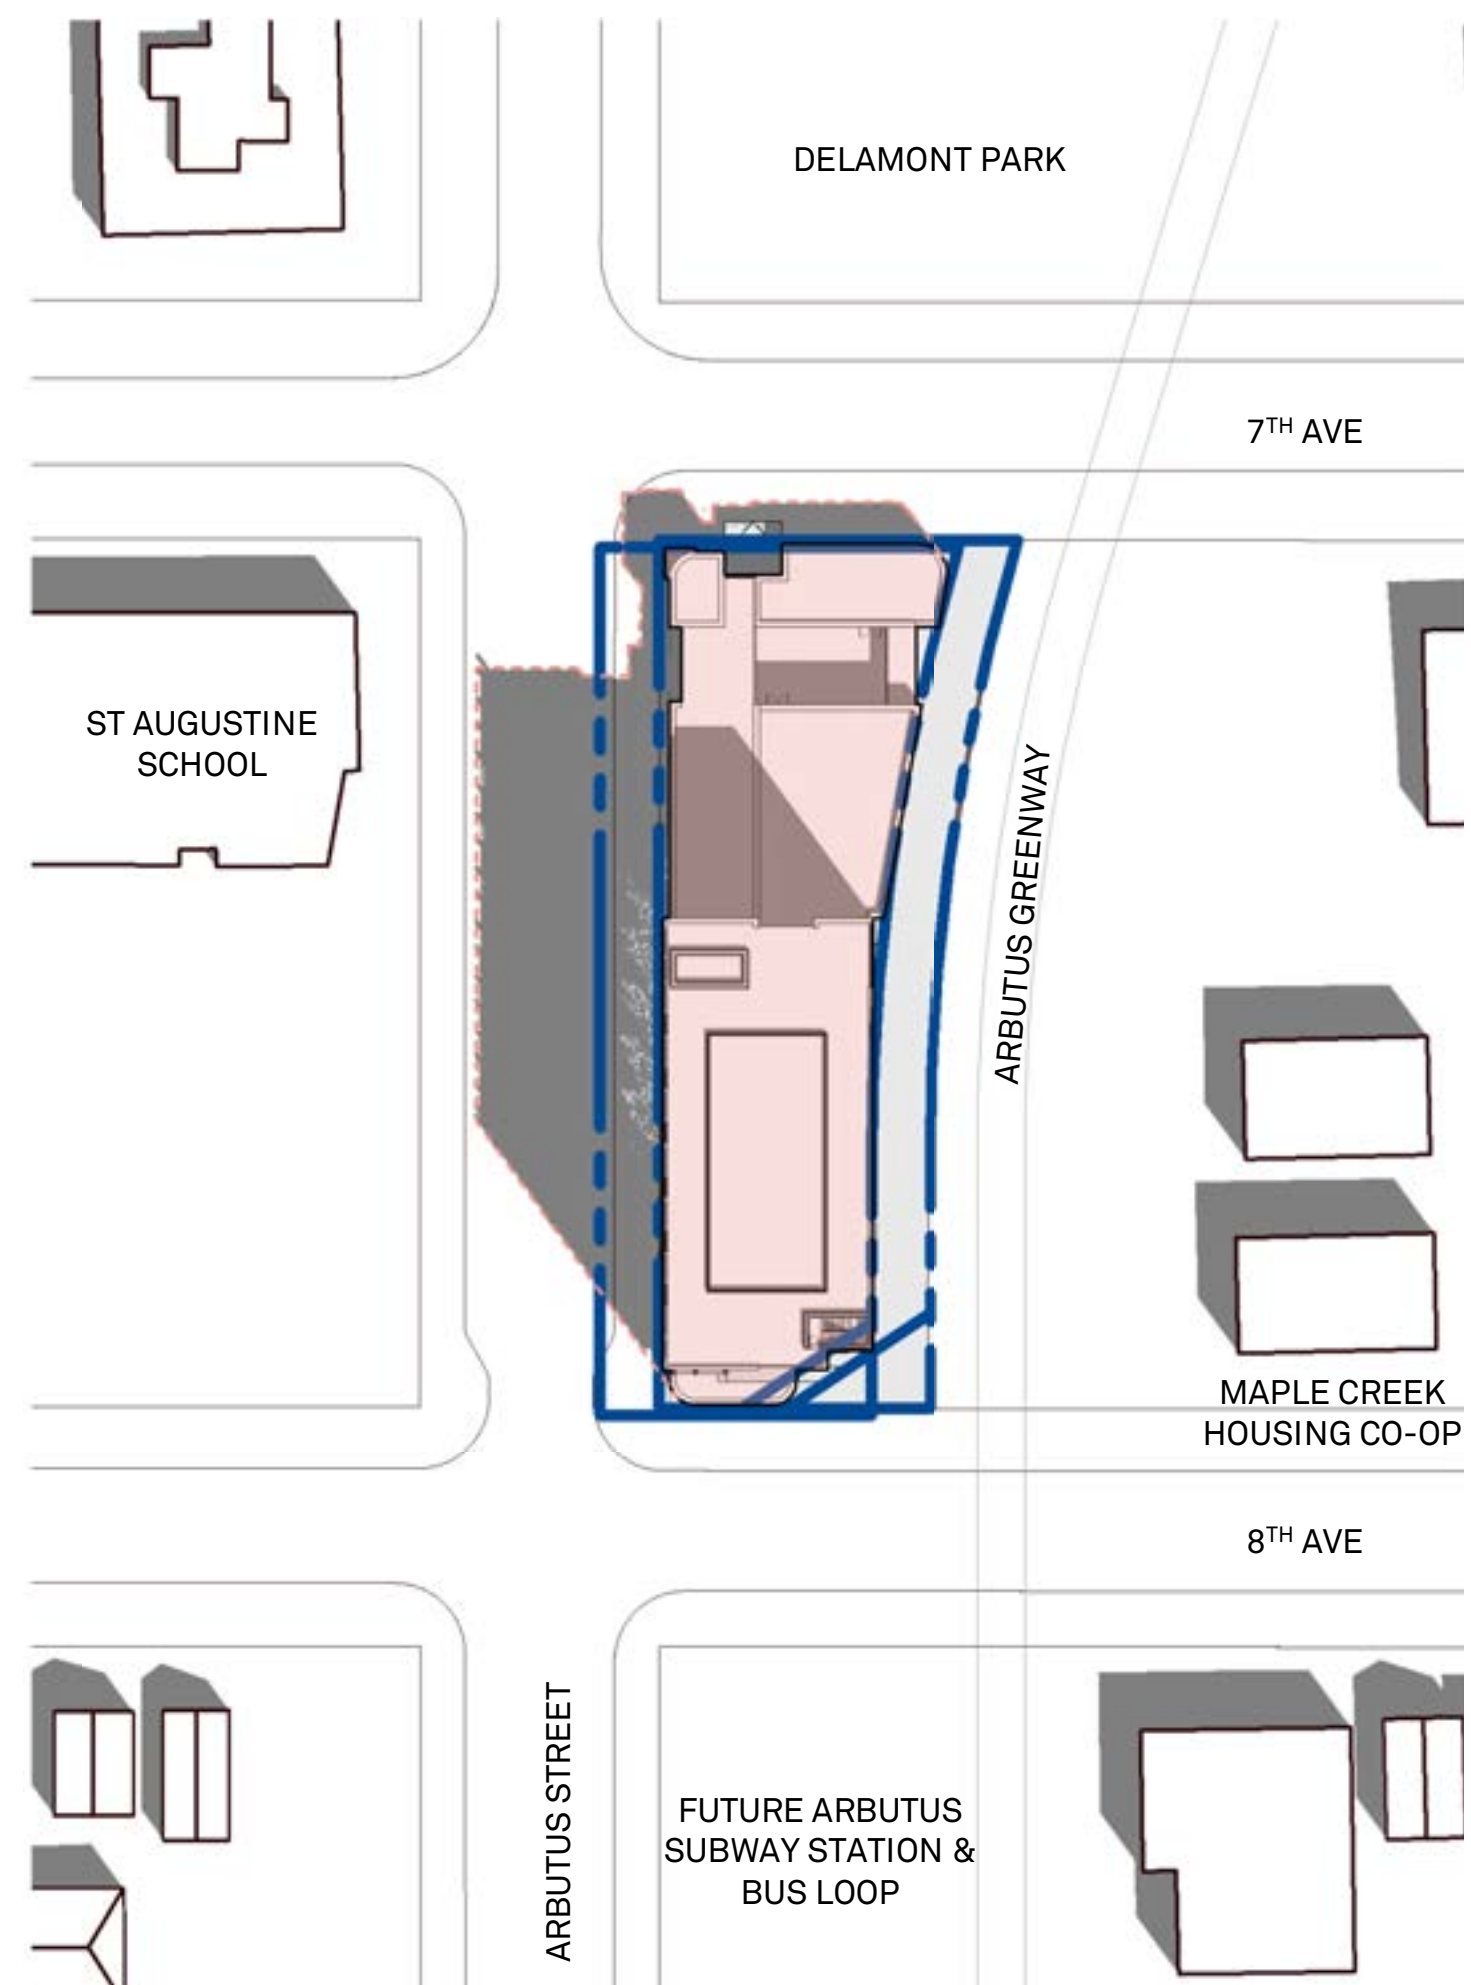 DELAMONT PARK
7TH AVE
ST AUGUSTINE
SCHOOL
ARBUTUS GREENWAY
MAPLE CREEK
HOUSING CO-OP
8TH AVE
ARBUTUS STREET
FUTURE ARBUTUS
SUBWAY STATION &
BUS LOOP